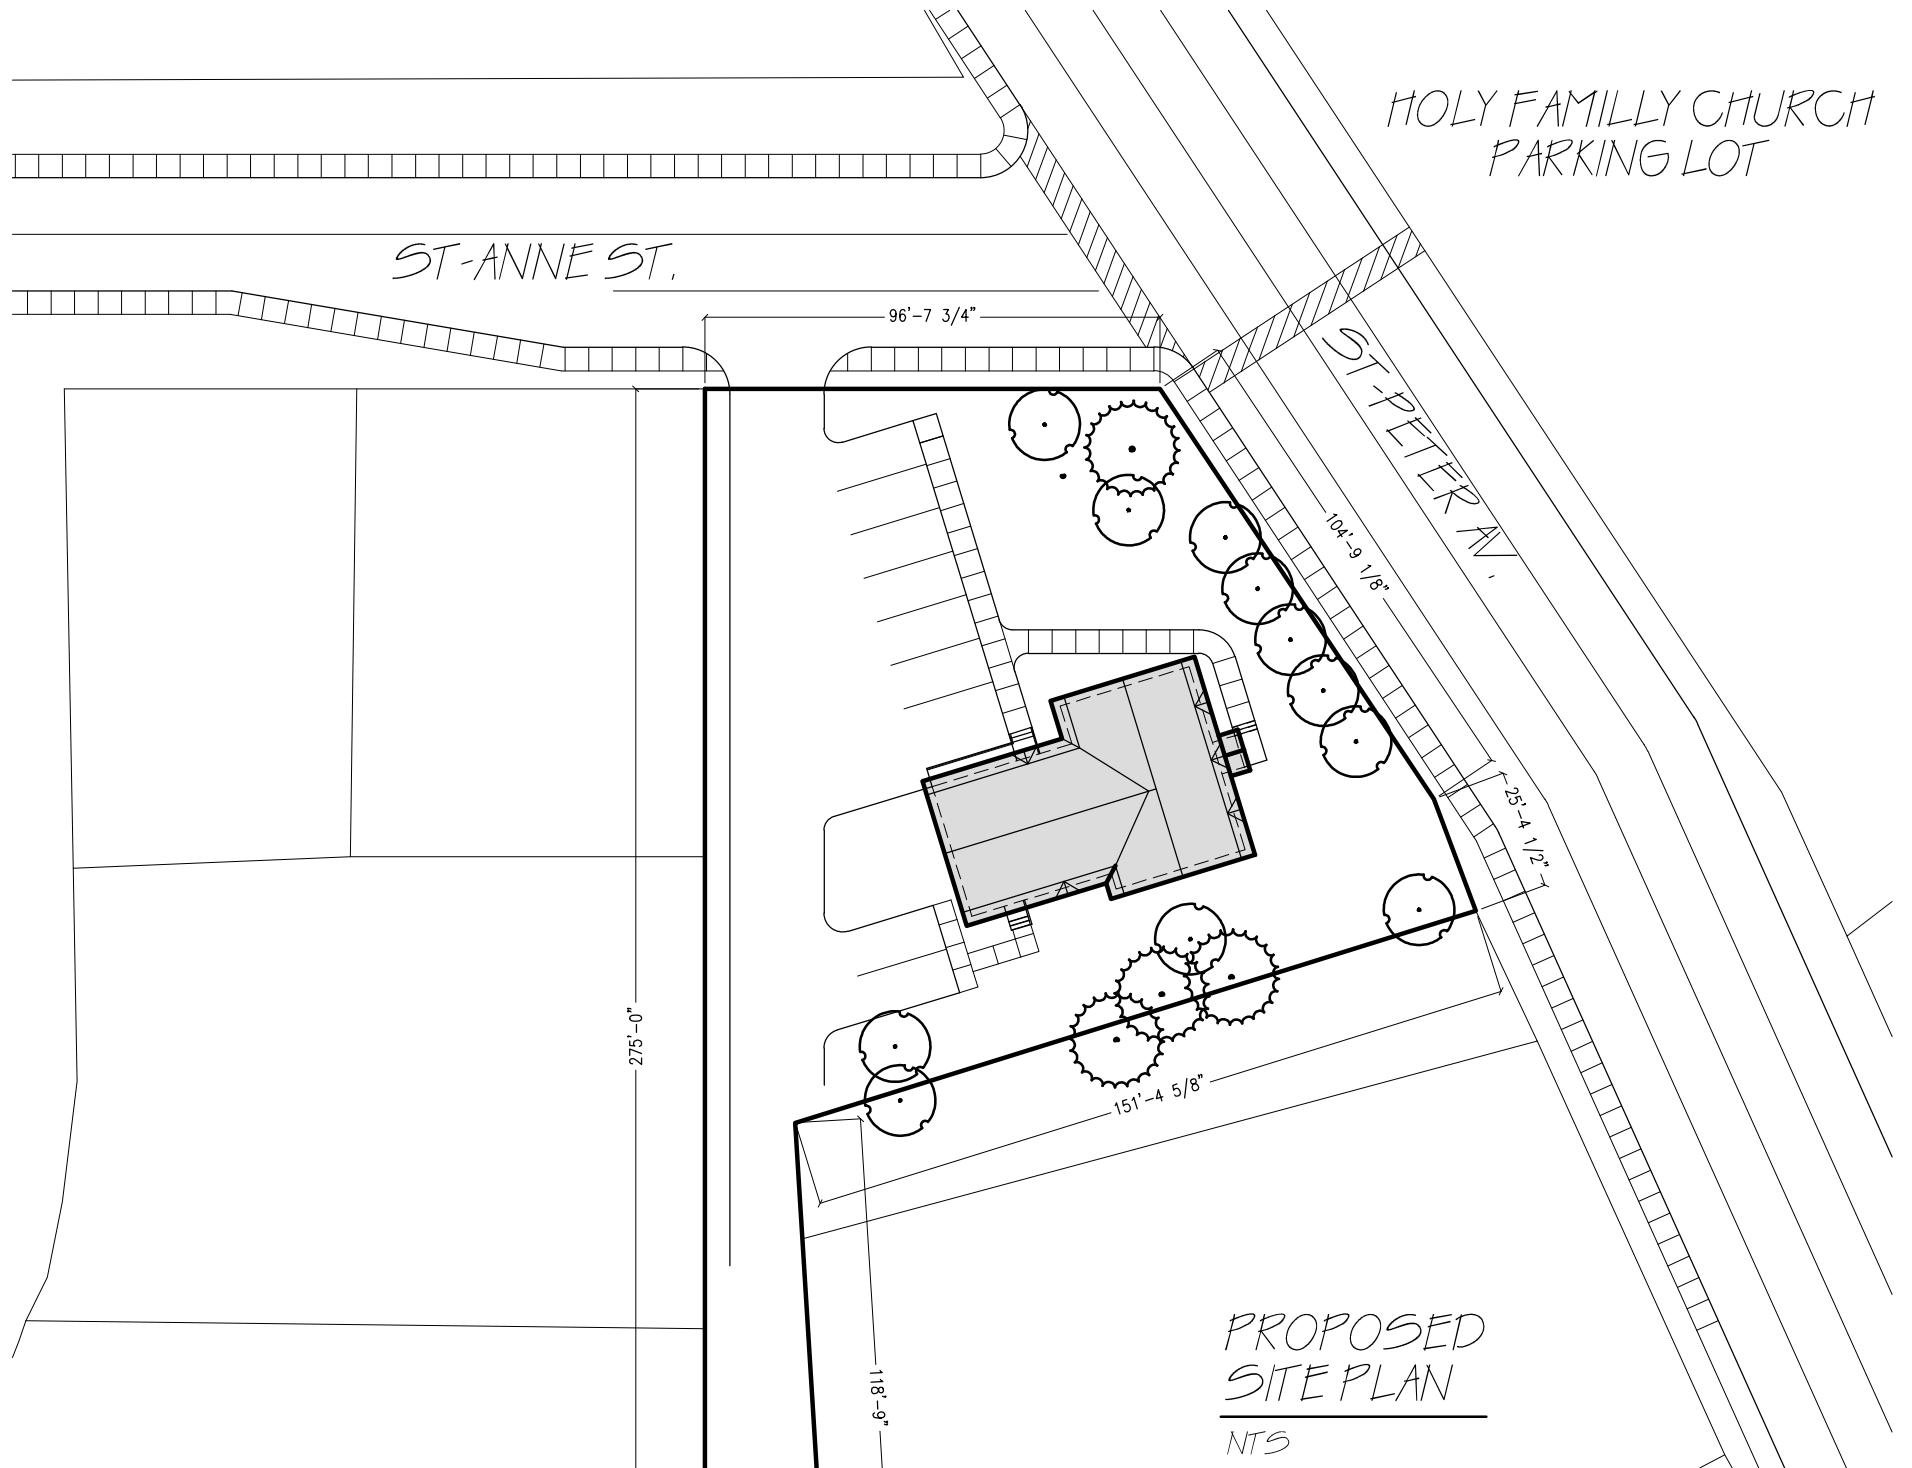 HOLY FAMILLY CHURCH
PARKING LOT
ST-ANNE ST.
96'-7 3/4"
ST-PETER AV.
104'-9 1/8"
25'-4 1/2"
275'-0"
151'-4 5/8"
118'-9"
PROPOSED
SITE PLAN
NTS